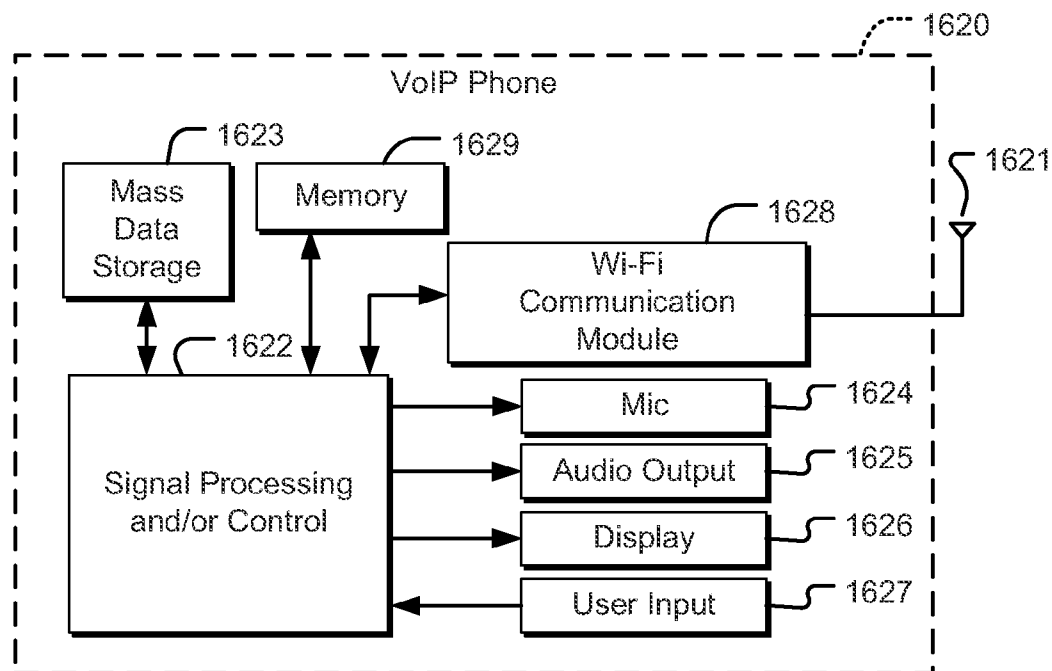 1620
VoIP Phone
1623
1629
1621
Mass
Data
Storage
Memory
1628
Wi-Fi
Communication
Module
1622
Signal Processing
and/or Control
Mic
1624
Audio Output
1625
Display
1626
User Input
1627